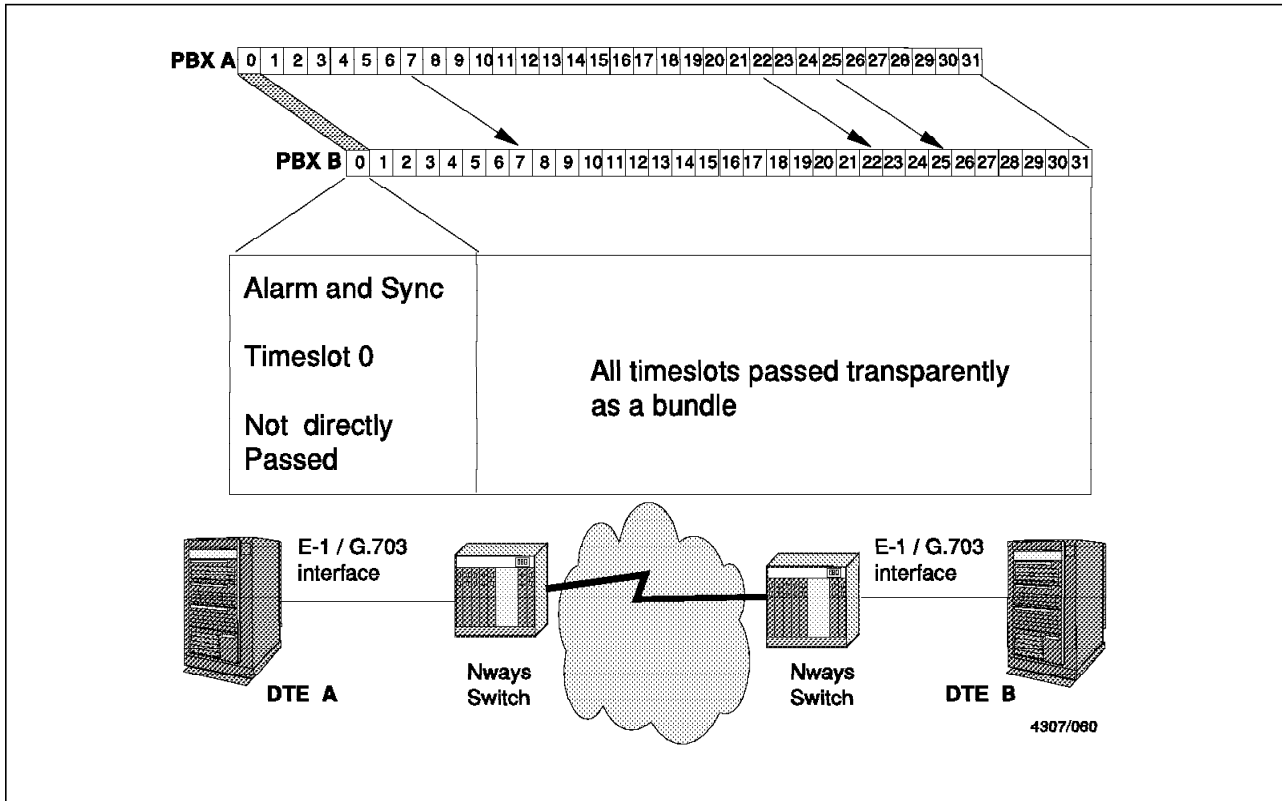 PBX A 0 1 2 3 4 5 6 7 8 9 10 11 12 13 14 15 16 17 18 19 20 21 22 23 24 25 26 27 28 29 30 31
PBX B 0 1 2 3 4 5 6 7 8 9 10 11 12 13 14 15 16 17 18 19 20 21 22 23 24 25 26 27 28 29 30 31
Alarm and Sync
Timeslot 0
Not directly
Passed
All timeslots passed transparently
as a bundle
E-1 / G.703
interface
E-1 / G.703
interface
DTE A
Nways
Switch
Nways
Switch
DTE B
4307/060